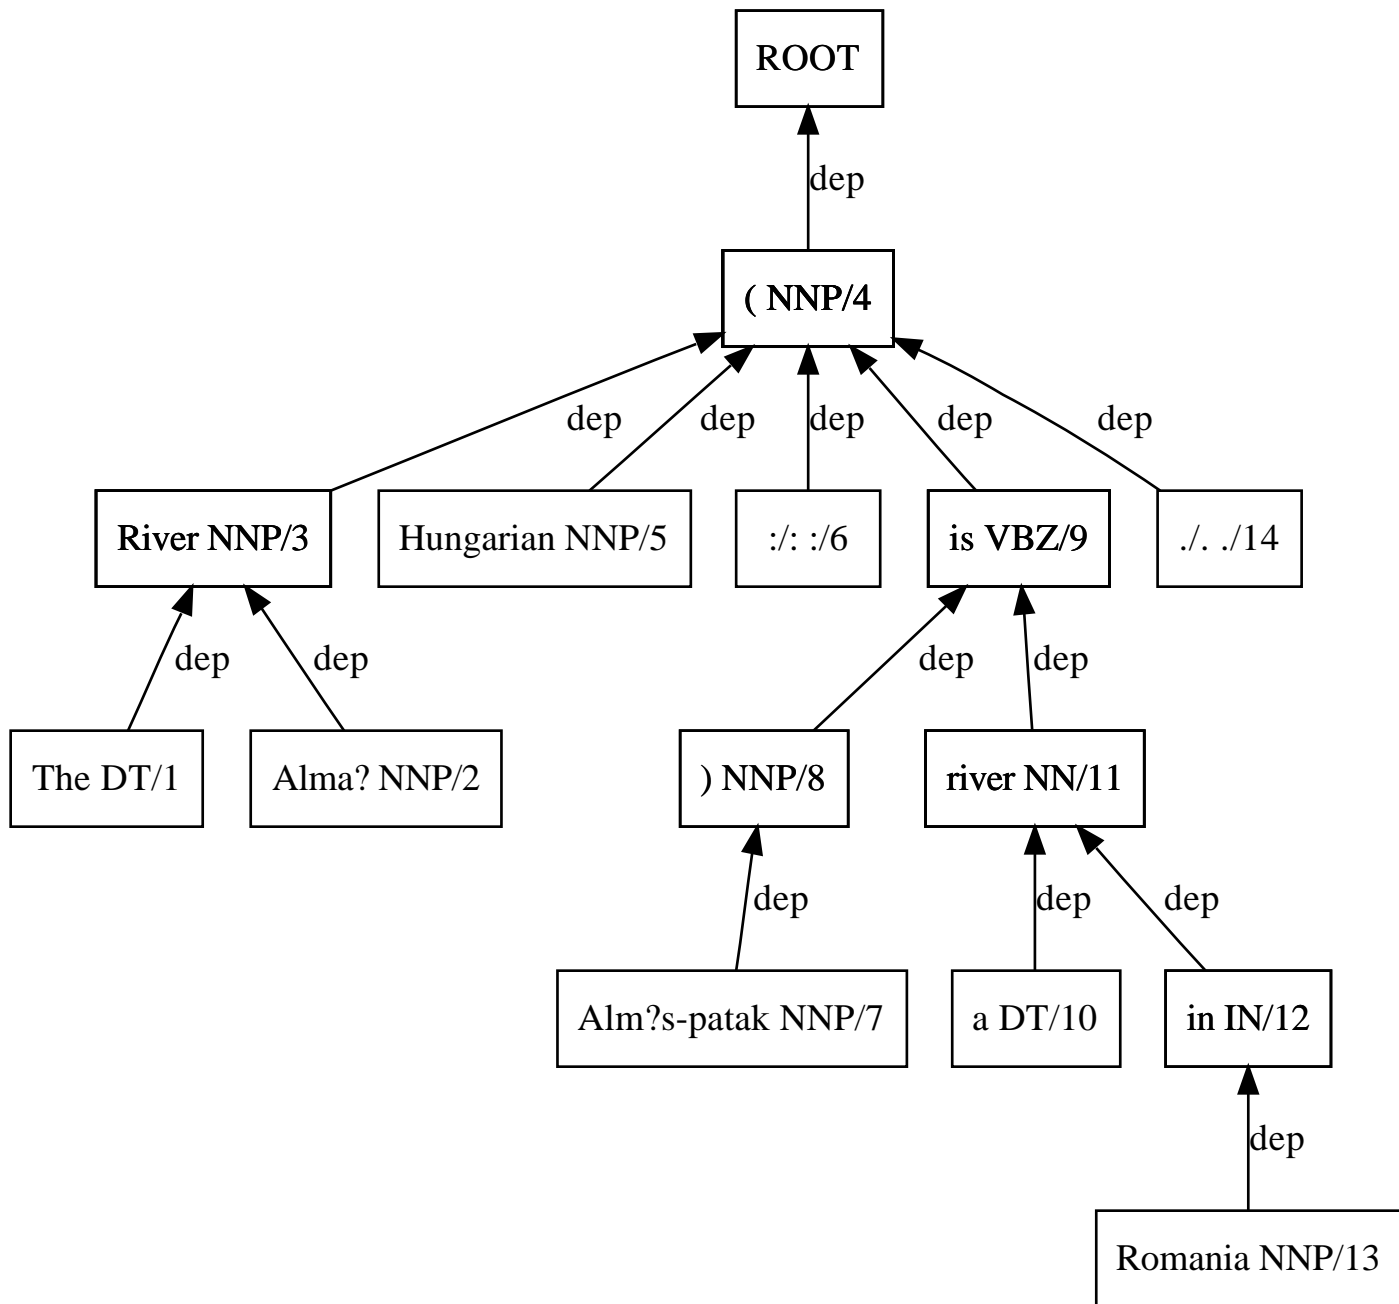 ROOT
dep
( NNP/4
dep dep dep dep dep
River NNP/3 Hungarian NNP/5 :/: :/6 is VBZ/9 ./. ./14
dep dep dep dep
The DT/1 Alma? NNP/2 ) NNP/8 river NN/11
dep dep dep
Alm?s-patak NNP/7 a DT/10 in IN/12
dep
Romania NNP/13